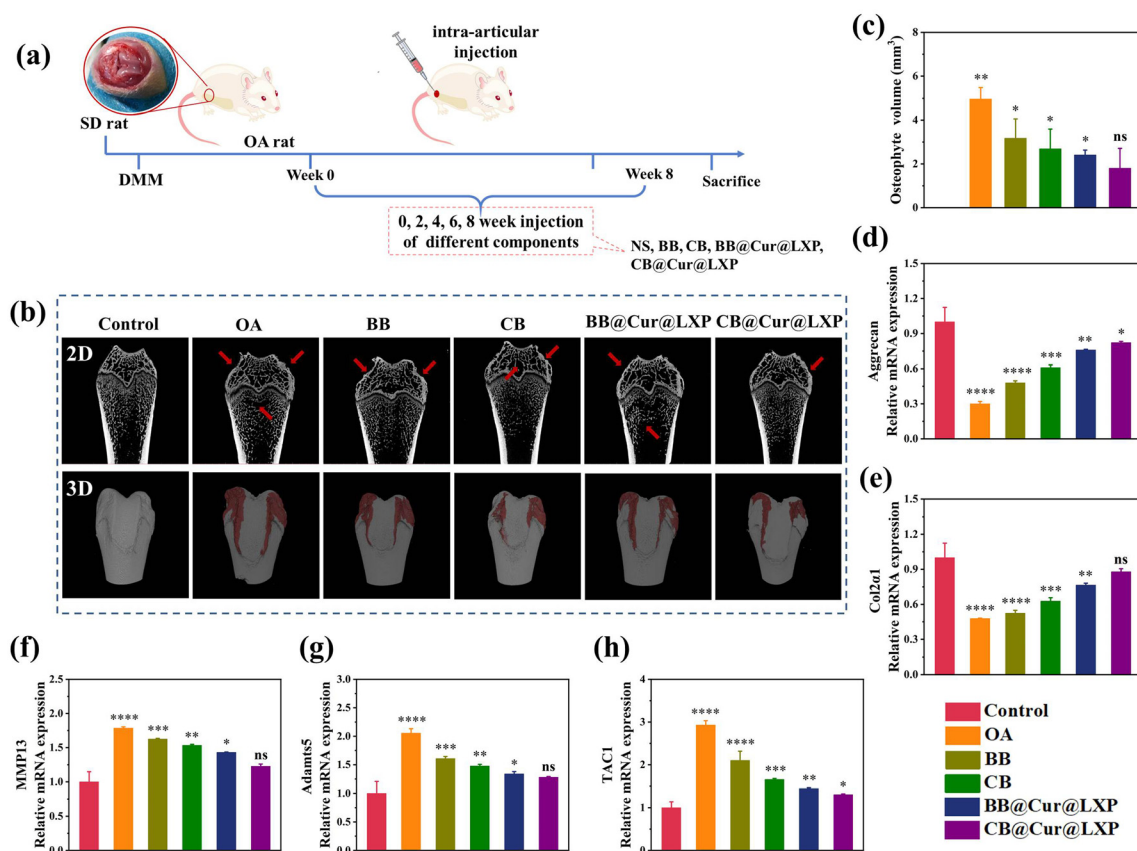 (a)
intra-articular
injection
SD rat
OA rat
DMM
Week 0
Week 8
Sacrifice
0, 2, 4, 6, 8 week injection
of different components
NS, BB, CB, BB@Cur@LXP,
CB@Cur@LXP
(b)
Control OA BB CB BB@Cur@LXP CB@Cur@LXP
2D
3D
(c)
Osteophyte volume (mm³)
8
6
4
2
0
** * * * ns
(d)
Aggrecan
Relative mRNA expression
1.5
1.2
0.9
0.6
0.3
0.0
**** **** *** ** *
(e)
Col2α1
Relative mRNA expression
1.5
1.2
0.9
0.6
0.3
0.0
**** **** *** ** ns
(f)
MMP13
Relative mRNA expression
2.0
1.5
1.0
0.5
0.0
**** *** ** * ns
(g)
Adamts5
Relative mRNA expression
3.0
2.5
2.0
1.5
1.0
0.5
0.0
**** *** ** * ns
(h)
TAC1
Relative mRNA expression
4
3
2
1
0
**** **** *** ** *
Control
OA
BB
CB
BB@Cur@LXP
CB@Cur@LXP